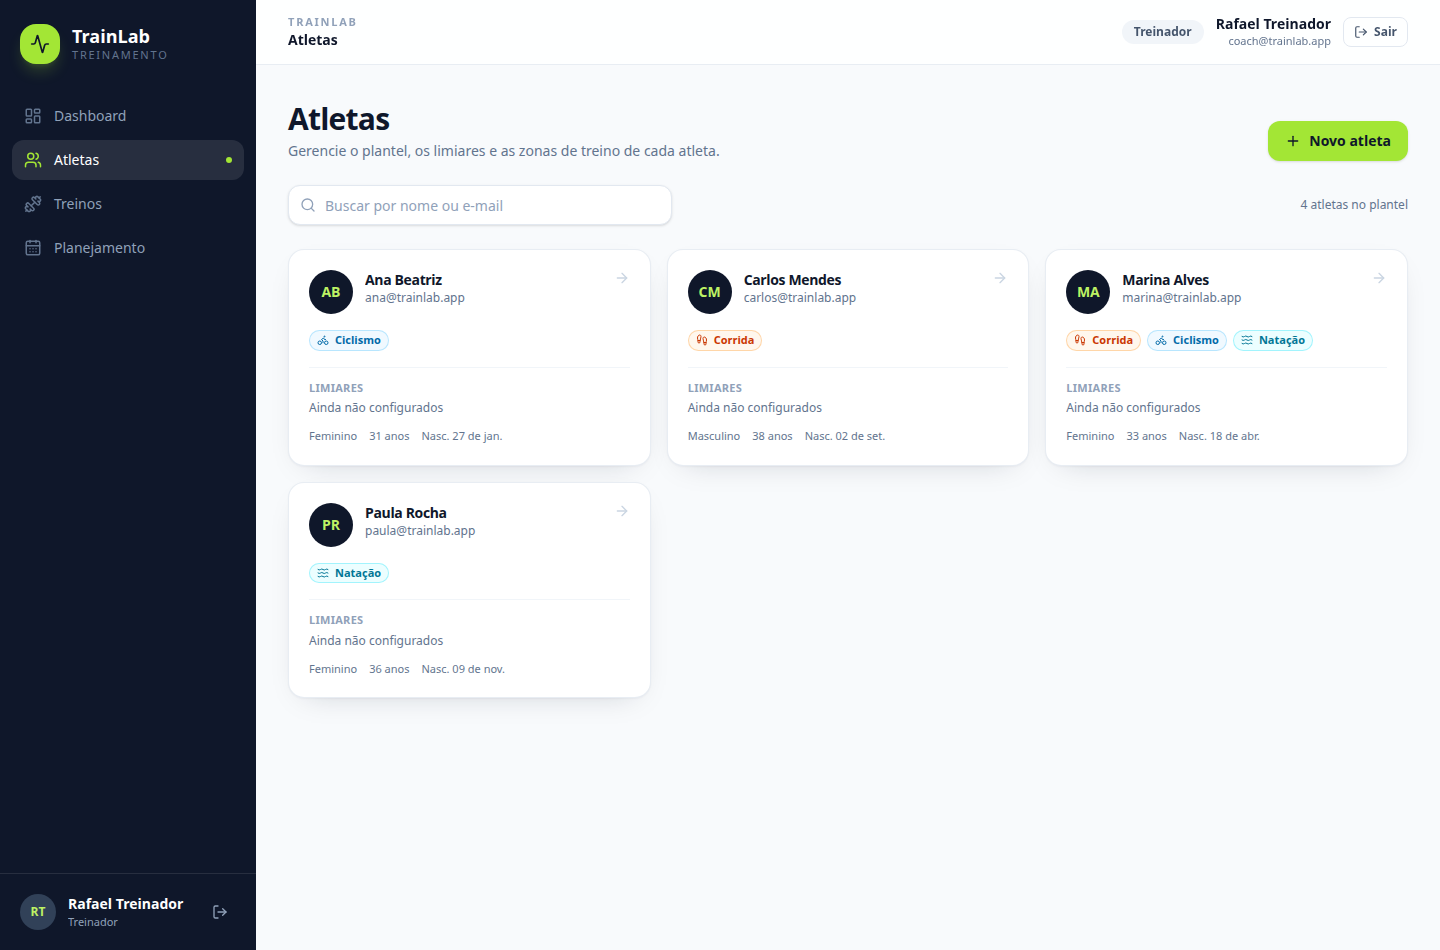 TrainLab
TREINAMENTO
Dashboard
Atletas
Treinos
Planejamento
RT
Rafael Treinador
Treinador
TRAINLAB
Atletas
Treinador
Rafael Treinador
coach@trainlab.app
Sair
Atletas
Gerencie o plantel, os limiares e as zonas de treino de cada atleta.
Novo atleta
Buscar por nome ou e-mail
4 atletas no plantel
AB
Ana Beatriz
ana@trainlab.app
Ciclismo
LIMIARES
Ainda não configurados
Feminino 31 anos Nasc. 27 de jan.
CM
Carlos Mendes
carlos@trainlab.app
Corrida
LIMIARES
Ainda não configurados
Masculino 38 anos Nasc. 02 de set.
MA
Marina Alves
marina@trainlab.app
Corrida Ciclismo Natação
LIMIARES
Ainda não configurados
Feminino 33 anos Nasc. 18 de abr.
PR
Paula Rocha
paula@trainlab.app
Natação
LIMIARES
Ainda não configurados
Feminino 36 anos Nasc. 09 de nov.